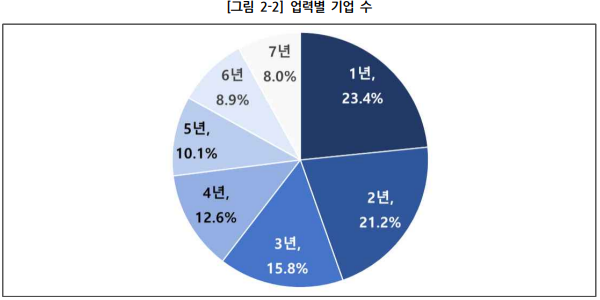 [그림 2-2] 업력별 기업 수
7년
8.0%
1년,
23.4%
6년
8.9%
5년,
10.1%
2년,
21.2%
4년,
12.6%
3년,
15.8%